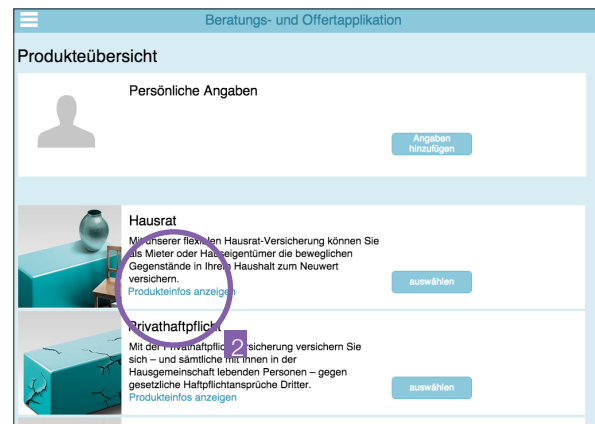 Beratungs- und Offertapplikation
Produkteübersicht
Persönliche Angaben
Angaben
hinzufügen
Hausrat
Mit unserer flexiblen Hausrat-Versicherung können Sie
als Mieter oder Hauseigentümer die beweglichen
Gegenstände in Ihrem Haushalt zum Neuwert
versichern.
Produkteinfos anzeigen
auswählen
Privathaftpflicht
2
Mit der Privathaftpflichtversicherung versichern Sie
sich – und sämtliche mit Ihnen in der
Hausgemeinschaft lebenden Personen – gegen
gesetzliche Haftpflichtansprüche Dritter.
Produkteinfos anzeigen
auswählen